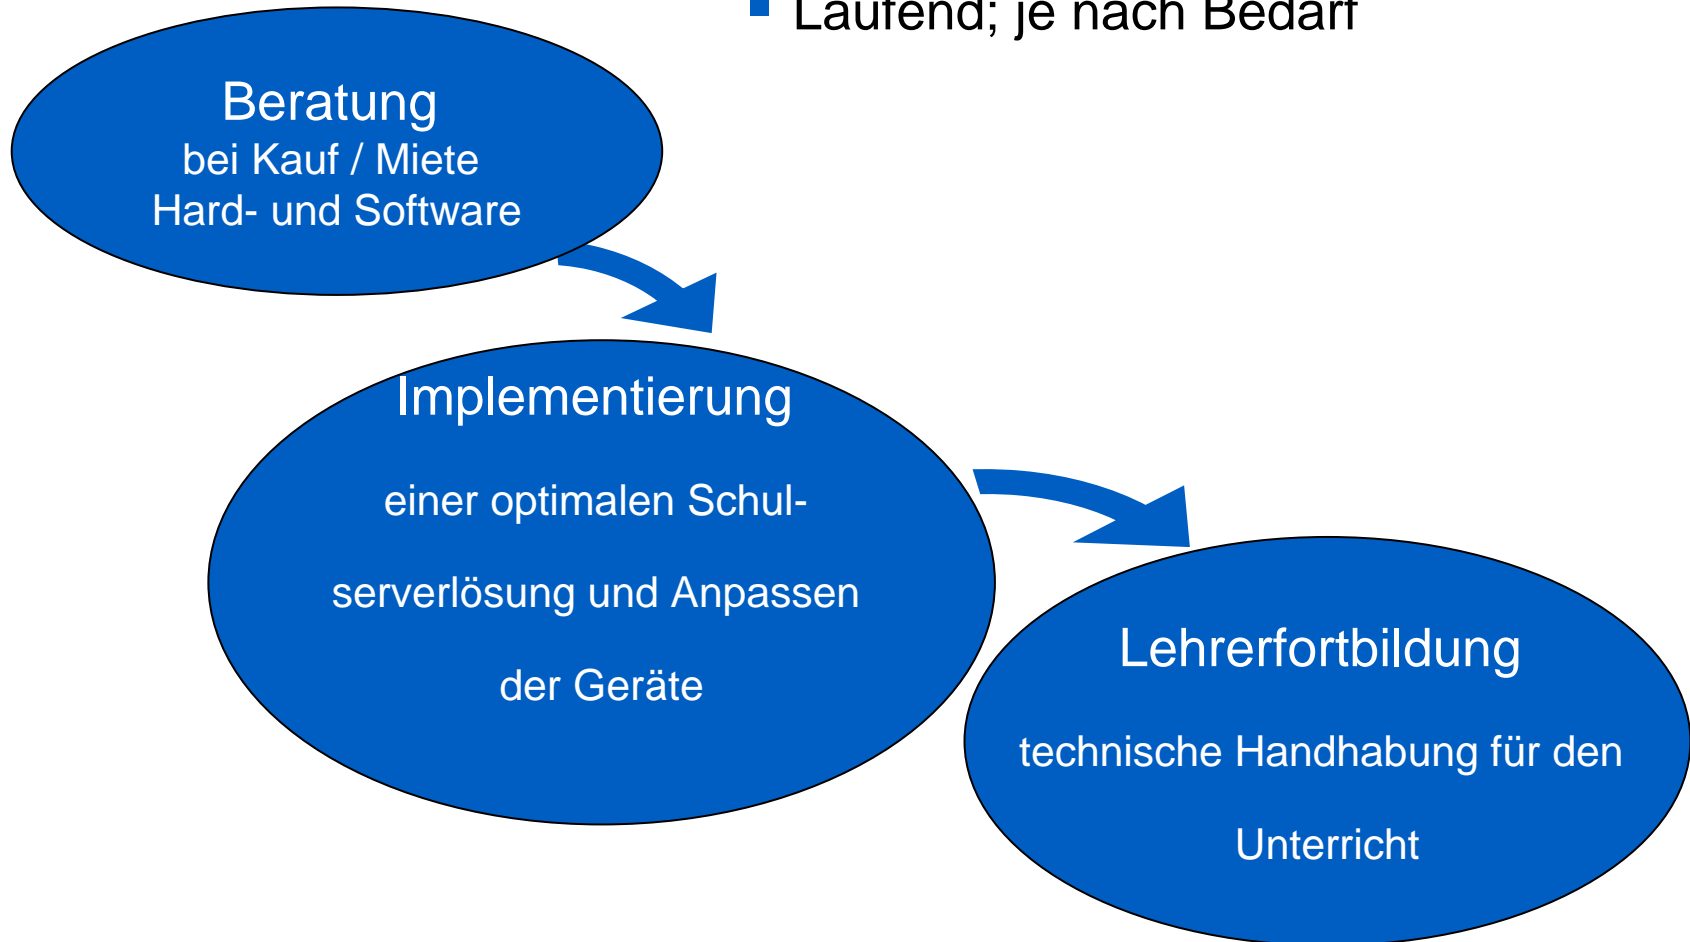 Laufend; je nach Bedarf
Beratung
bei Kauf / Miete
Hard- und Software
Implementierung
einer optimalen Schul-
serverlösung und Anpassen
der Geräte
Lehrerfortbildung
technische Handhabung für den
Unterricht